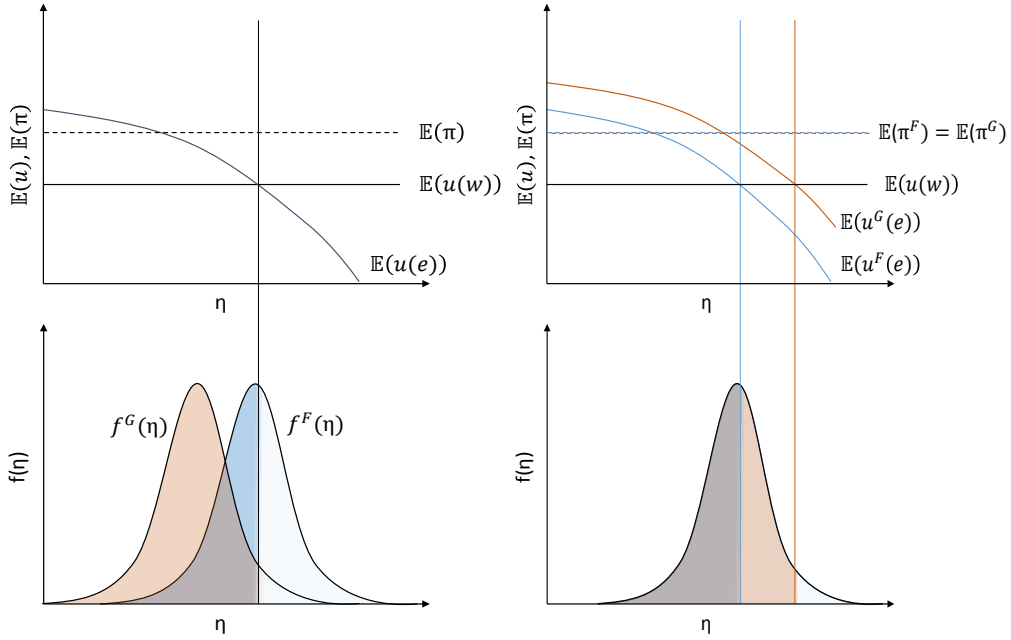 𝔼(u), 𝔼(π)
𝔼(π)
𝔼(u(w))
𝔼(u(e))
η
f(η)
f^G(η)
f^F(η)
η
𝔼(u), 𝔼(π)
𝔼(π^F) = 𝔼(π^G)
𝔼(u(w))
𝔼(u^G(e))
𝔼(u^F(e))
η
f(η)
η